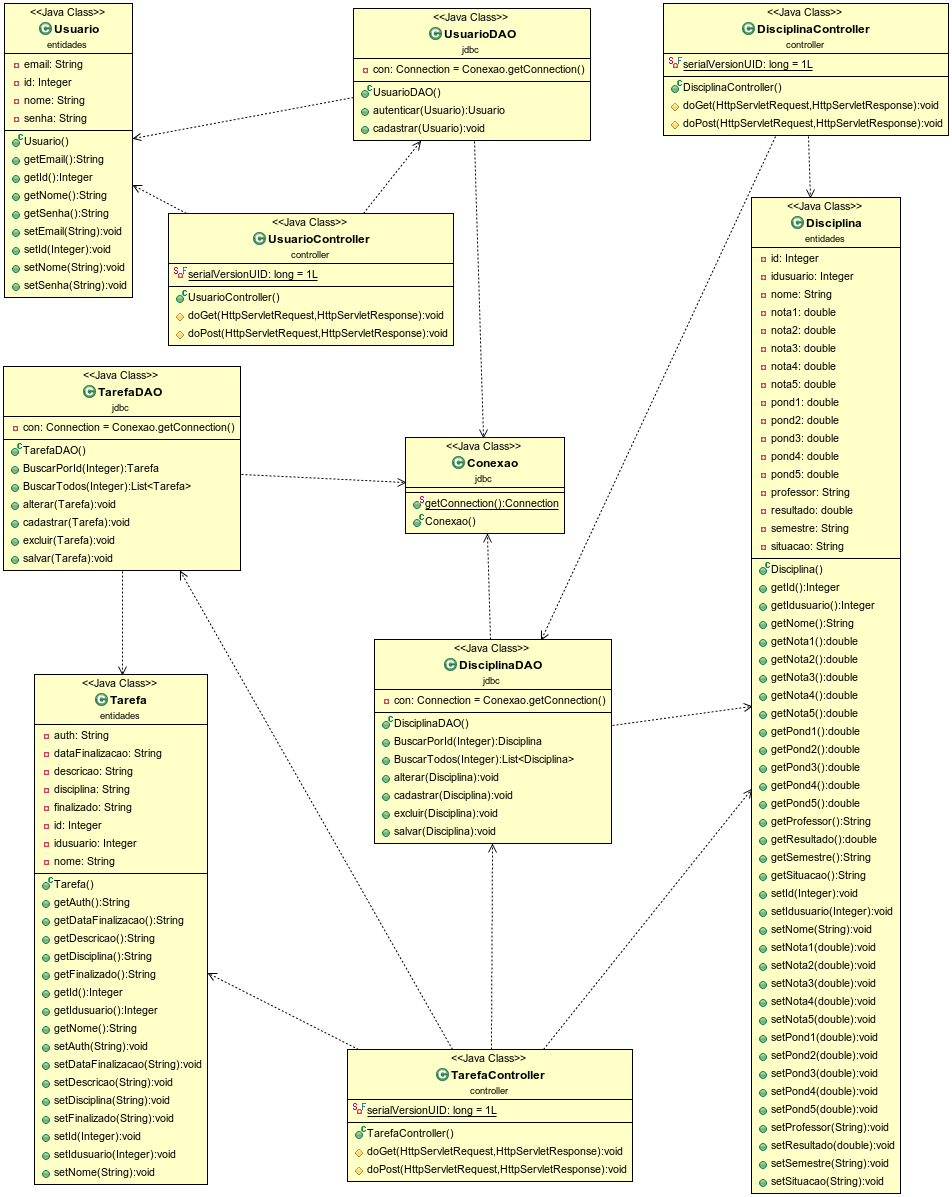 <<Java Class>>
Usuario
entidades
email: String
id: Integer
nome: String
senha: String
Usuario()
getEmail():String
getId():Integer
getNome():String
getSenha():String
setEmail(String):void
setId(Integer):void
setNome(String):void
setSenha(String):void
<<Java Class>>
UsuarioDAO
jdbc
con: Connection = Conexao.getConnection()
UsuarioDAO()
autenticar(Usuario):Usuario
cadastrar(Usuario):void
<<Java Class>>
DisciplinaController
controller
serialVersionUID: long = 1L
DisciplinaController()
doGet(HttpServletRequest,HttpServletResponse):void
doPost(HttpServletRequest,HttpServletResponse):void
<<Java Class>>
UsuarioController
controller
serialVersionUID: long = 1L
UsuarioController()
doGet(HttpServletRequest,HttpServletResponse):void
doPost(HttpServletRequest,HttpServletResponse):void
<<Java Class>>
Disciplina
entidades
id: Integer
idusuario: Integer
nome: String
nota1: double
nota2: double
nota3: double
nota4: double
nota5: double
pond1: double
pond2: double
pond3: double
pond4: double
pond5: double
professor: String
resultado: double
semestre: String
situacao: String
Disciplina()
getId():Integer
getIdusuario():Integer
getNome():String
getNota1():double
getNota2():double
getNota3():double
getNota4():double
getNota5():double
getPond1():double
getPond2():double
getPond3():double
getPond4():double
getPond5():double
getProfessor():String
getResultado():double
getSemestre():String
getSituacao():String
setId(Integer):void
setIdusuario(Integer):void
setNome(String):void
setNota1(double):void
setNota2(double):void
setNota3(double):void
setNota4(double):void
setNota5(double):void
setPond1(double):void
setPond2(double):void
setPond3(double):void
setPond4(double):void
setPond5(double):void
setProfessor(String):void
setResultado(double):void
setSemestre(String):void
setSituacao(String):void
<<Java Class>>
TarefaDAO
jdbc
con: Connection = Conexao.getConnection()
TarefaDAO()
BuscarPorId(Integer):Tarefa
BuscarTodos(Integer):List<Tarefa>
alterar(Tarefa):void
cadastrar(Tarefa):void
excluir(Tarefa):void
salvar(Tarefa):void
<<Java Class>>
Conexao
jdbc
getConnection():Connection
Conexao()
<<Java Class>>
DisciplinaDAO
jdbc
con: Connection = Conexao.getConnection()
DisciplinaDAO()
BuscarPorId(Integer):Disciplina
BuscarTodos(Integer):List<Disciplina>
alterar(Disciplina):void
cadastrar(Disciplina):void
excluir(Disciplina):void
salvar(Disciplina):void
<<Java Class>>
Tarefa
entidades
auth: String
dataFinalizacao: String
descricao: String
disciplina: String
finalizado: String
id: Integer
idusuario: Integer
nome: String
Tarefa()
getAuth():String
getDataFinalizacao():String
getDescricao():String
getDisciplina():String
getFinalizado():String
getId():Integer
getIdusuario():Integer
getNome():String
setAuth(String):void
setDataFinalizacao(String):void
setDescricao(String):void
setDisciplina(String):void
setFinalizado(String):void
setId(Integer):void
setIdusuario(Integer):void
setNome(String):void
<<Java Class>>
TarefaController
controller
serialVersionUID: long = 1L
TarefaController()
doGet(HttpServletRequest,HttpServletResponse):void
doPost(HttpServletRequest,HttpServletResponse):void